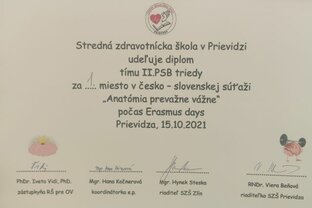 Stredná zdravotnícka škola v Prievidzi
udeľuje diplom
tímu II.PSB triedy
za ..1.. miesto v česko – slovenskej súťaži
„Anatómia prevažne vážne“
počas Erasmus days
Prievidza, 15.10.2021
PhDr. Iveta Vidi, PhD.
zástupkyňa RŠ pre OV
Mgr. Hana Kočnerová
koordinátorka e.p.
Mgr. Hynek Steska
riaditeľ SZŠ Zlín
RNDr. Viera Beňová
riaditeľka SZŠ Prievidza